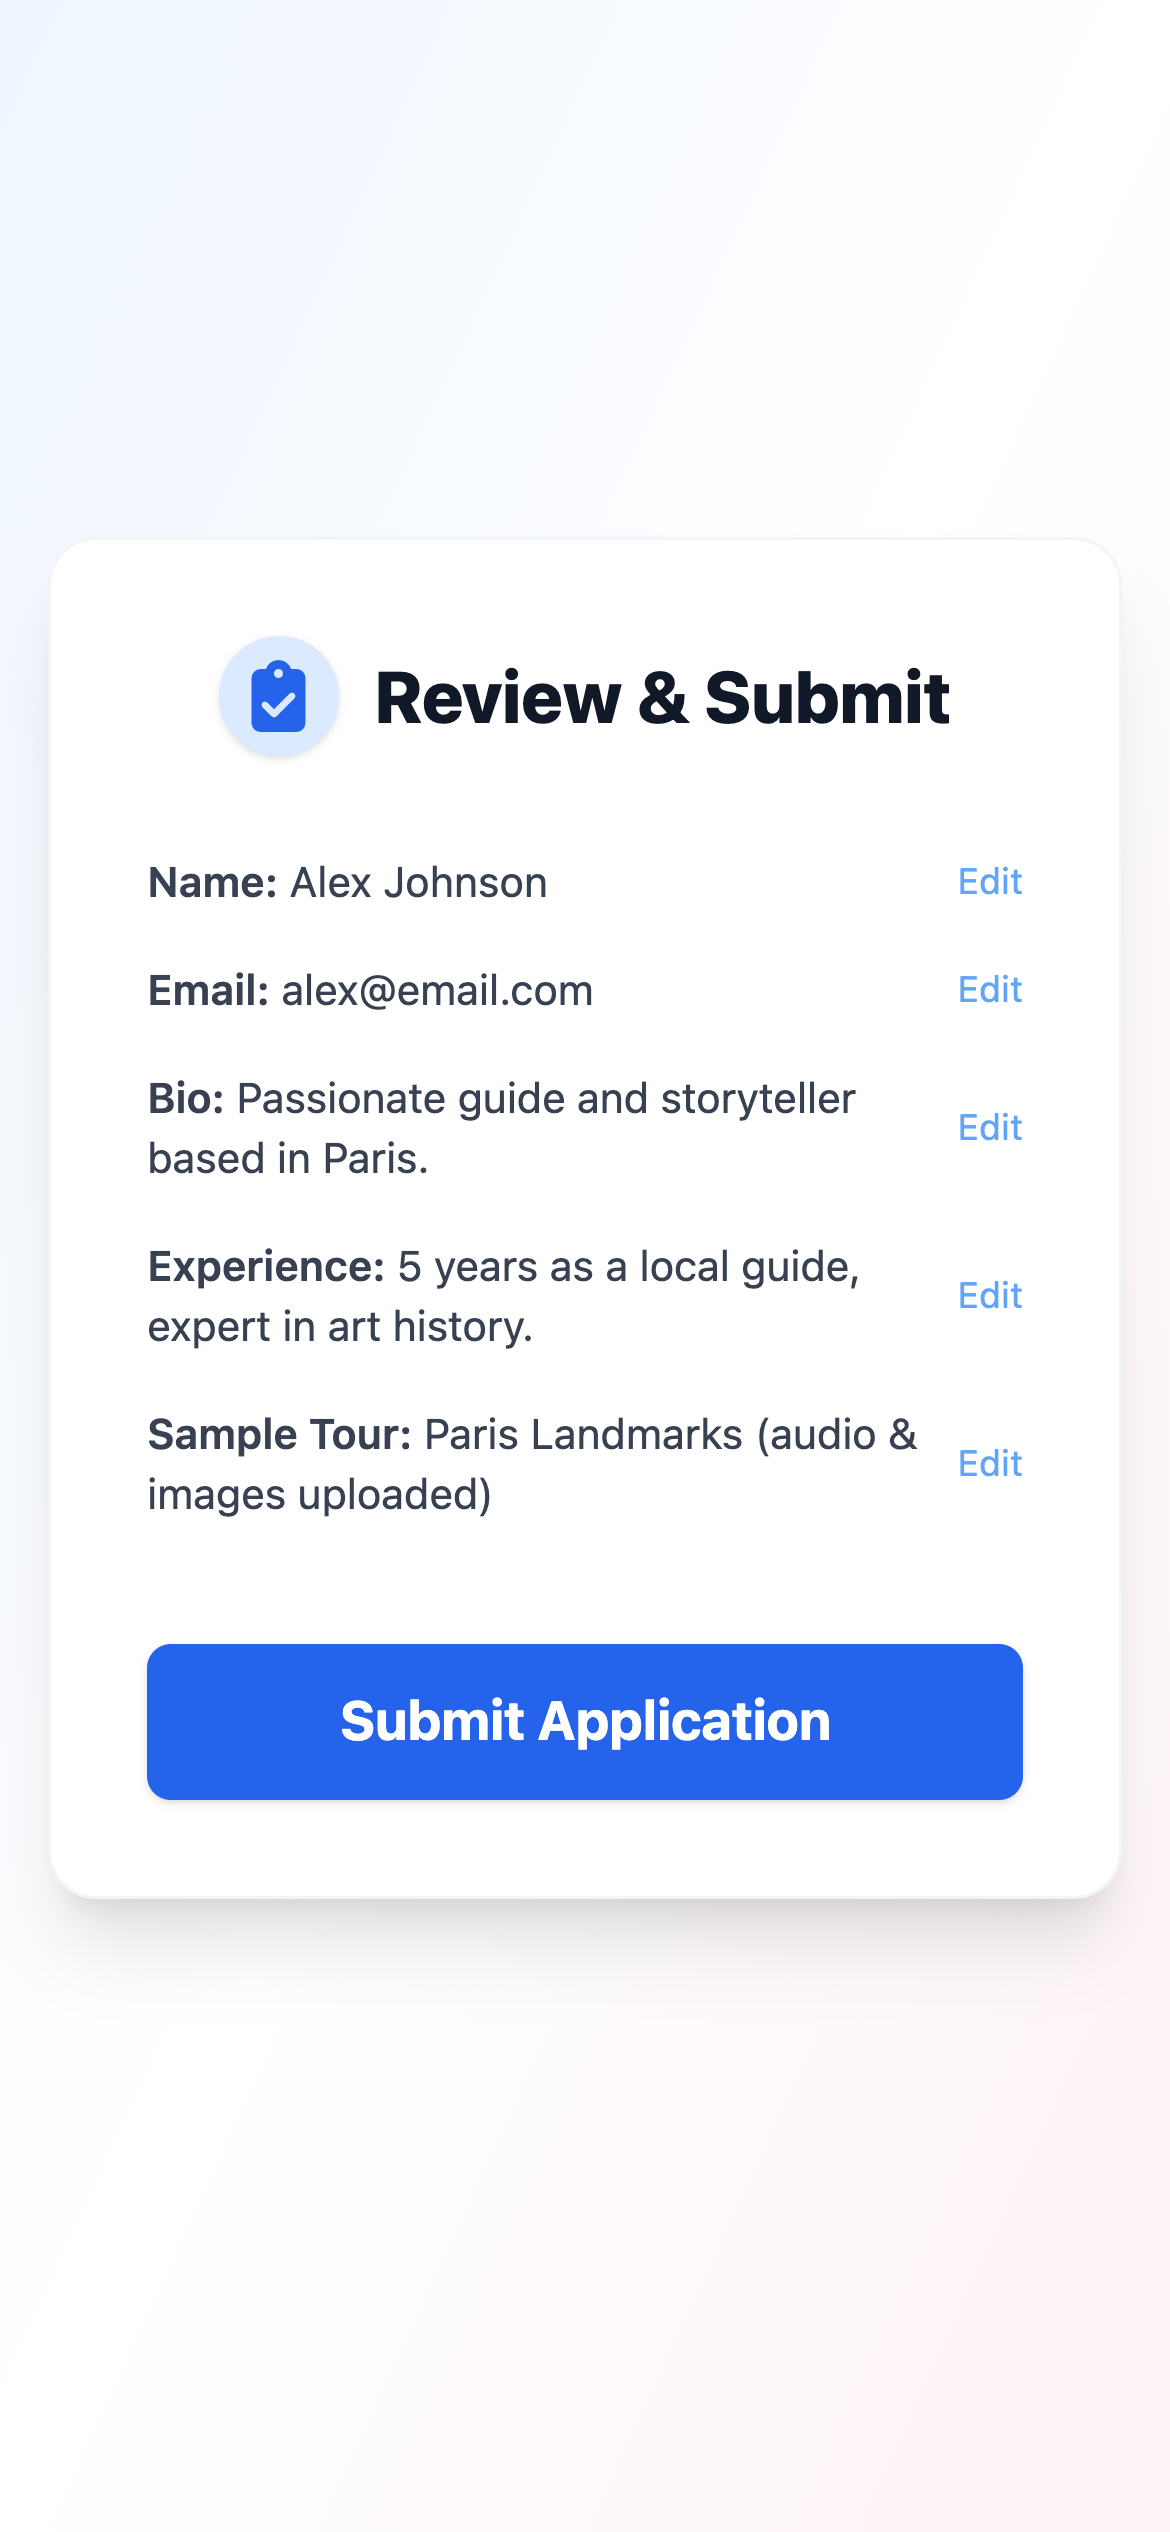 Review & Submit
Name: Alex Johnson Edit
Email: alex@email.com Edit
Bio: Passionate guide and storyteller
based in Paris.
Edit
Experience: 5 years as a local guide,
expert in art history.
Edit
Sample Tour: Paris Landmarks (audio &
images uploaded)
Edit
Submit Application